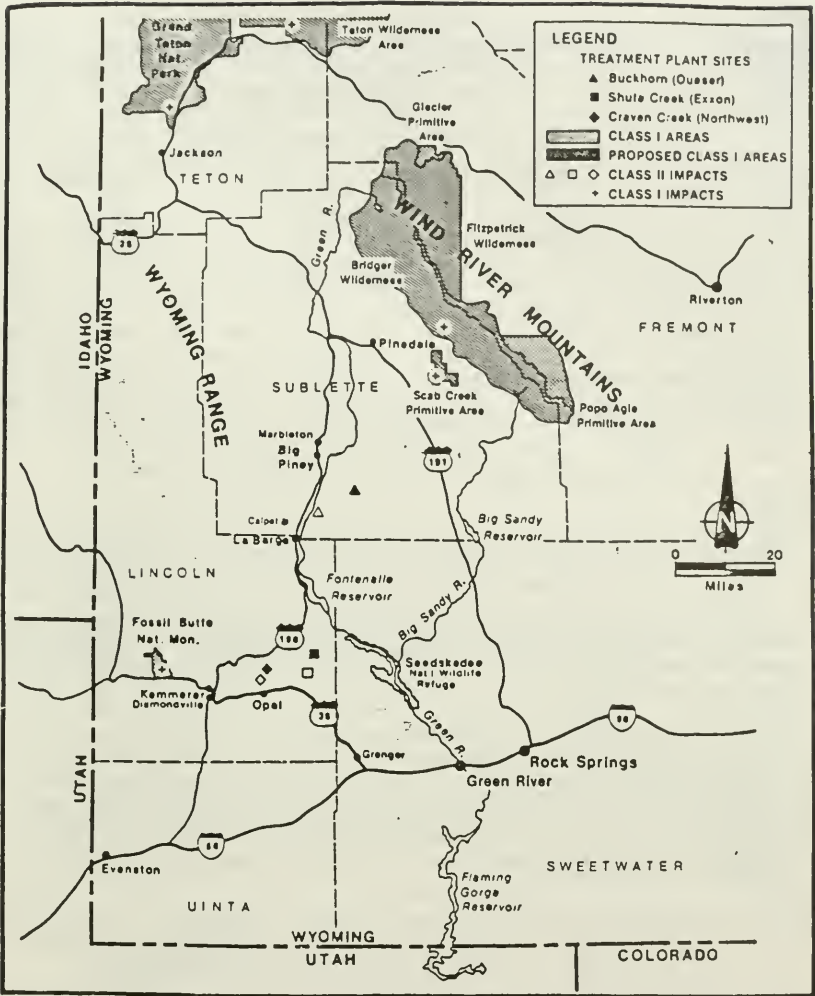 Grand
Teton
Nat.
Park
Teton Wilderness
Area
LEGEND
TREATMENT PLANT SITES
Buckhorn (Quasar)
Shute Creek (Exxon)
Craven Creek (Northwest)
CLASS I AREAS
PROPOSED CLASS I AREAS
CLASS II IMPACTS
+ CLASS I IMPACTS
Glacier
Primitive
Area
Jackson
TETON
Green R.
WIND RIVER MOUNTAINS
Fitzpatrick
Wilderness
Bridger
Wilderness
Riverton
FREMONT
IDAHO
WYOMING
WYOMING RANGE
Pinedale
SUBLETTE
Scab Creek
Primitive Area
Popo Agie
Primitive Area
Marbleton
Big
Piney
191
N
Calpet
La Barge
Big Sandy
Reservoir
0 20
Miles
LINCOLN
Fontenelle
Reservoir
Big Sandy R.
Fossil Butte
Nat. Mon.
Seedskadee
Nat'l Wildlife
Refuge
Kemmerer
Diamondville
Opal
Green R.
Granger
Rock Springs
Green River
UTAH
Evanston
SWEETWATER
Flaming
Gorge
Reservoir
UINTA
WYOMING
UTAH
COLORADO